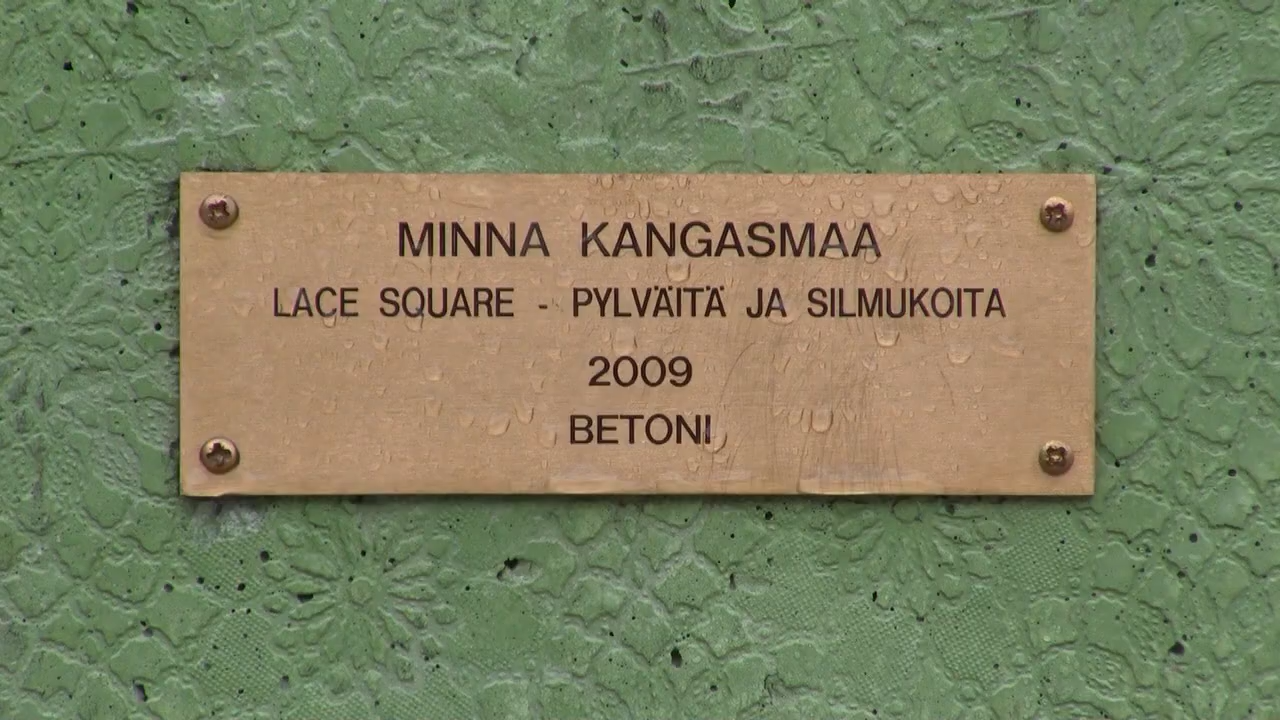 MINNA KANGASMAA
LACE SQUARE - PYLVÄITÄ JA SILMUKOITA
2009
BETONI